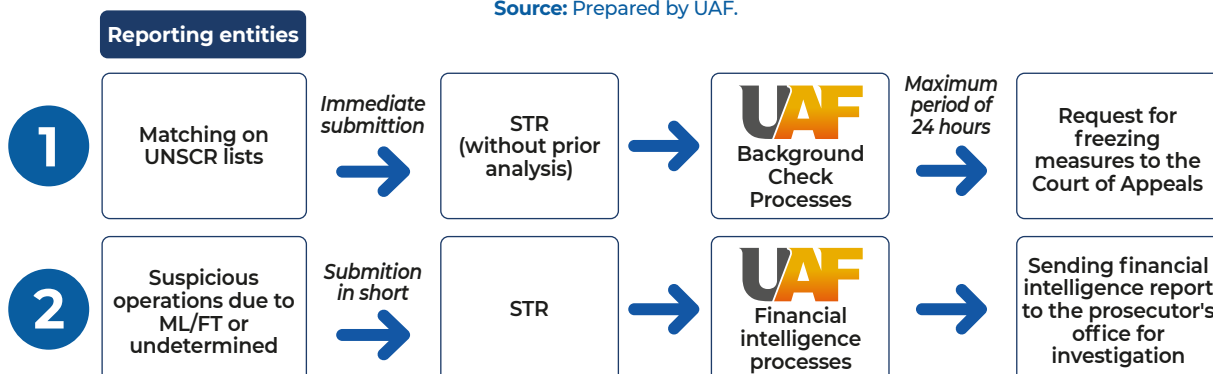 Source: Prepared by UAF.
Reporting entities
1
Matching on
UNSCR lists
Immediate
submittion
STR
(without prior
analysis)
UAF
Background
Check
Processes
Maximum
period of
24 hours
Request for
freezing
measures to the
Court of Appeals
2
Suspicious
operations due to
ML/FT or
undetermined
Submition
in short
STR
UAF
Financial
intelligence
processes
Sending financial
intelligence report
to the prosecutor's
office for
investigation